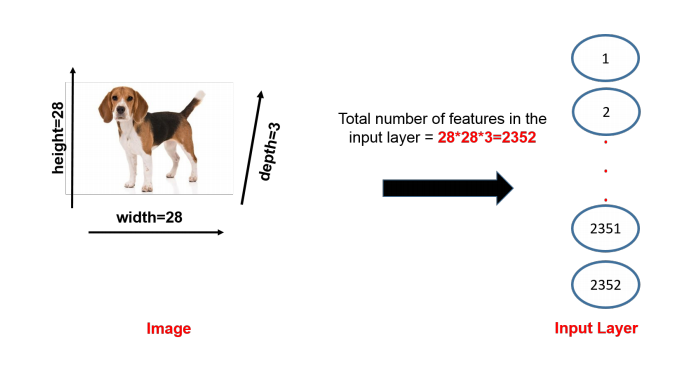 height=28
width=28
depth=3
Image
Total number of features in the
input layer = 28*28*3=2352
1
2
2351
2352
Input Layer